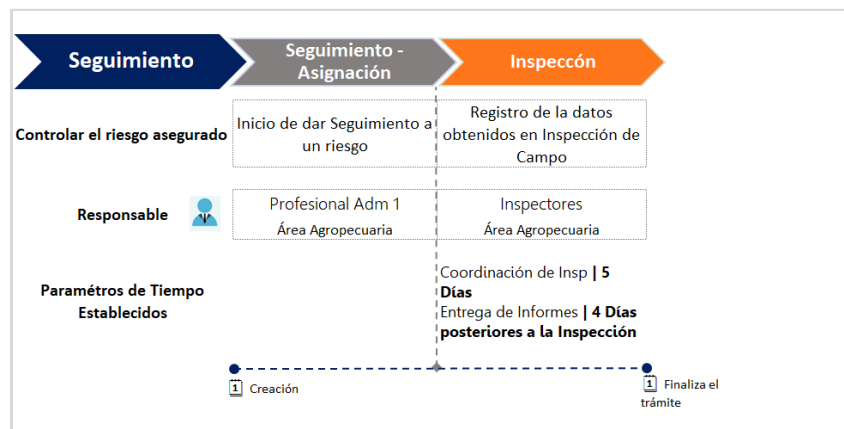 Seguimiento
Seguimiento -
Asignación
Inspeccón
Controlar el riesgo asegurado
Inicio de dar Seguimiento a
un riesgo
Registro de la datos
obtenidos en Inspección de
Campo
Responsable
Profesional Adm 1
Área Agropecuaria
Inspectores
Área Agropecuaria
Paramétros de Tiempo
Establecidos
Coordinación de Insp | 5
Días
Entrega de Informes | 4 Días
posteriores a la Inspección
1 Creación
1 Finaliza el
trámite